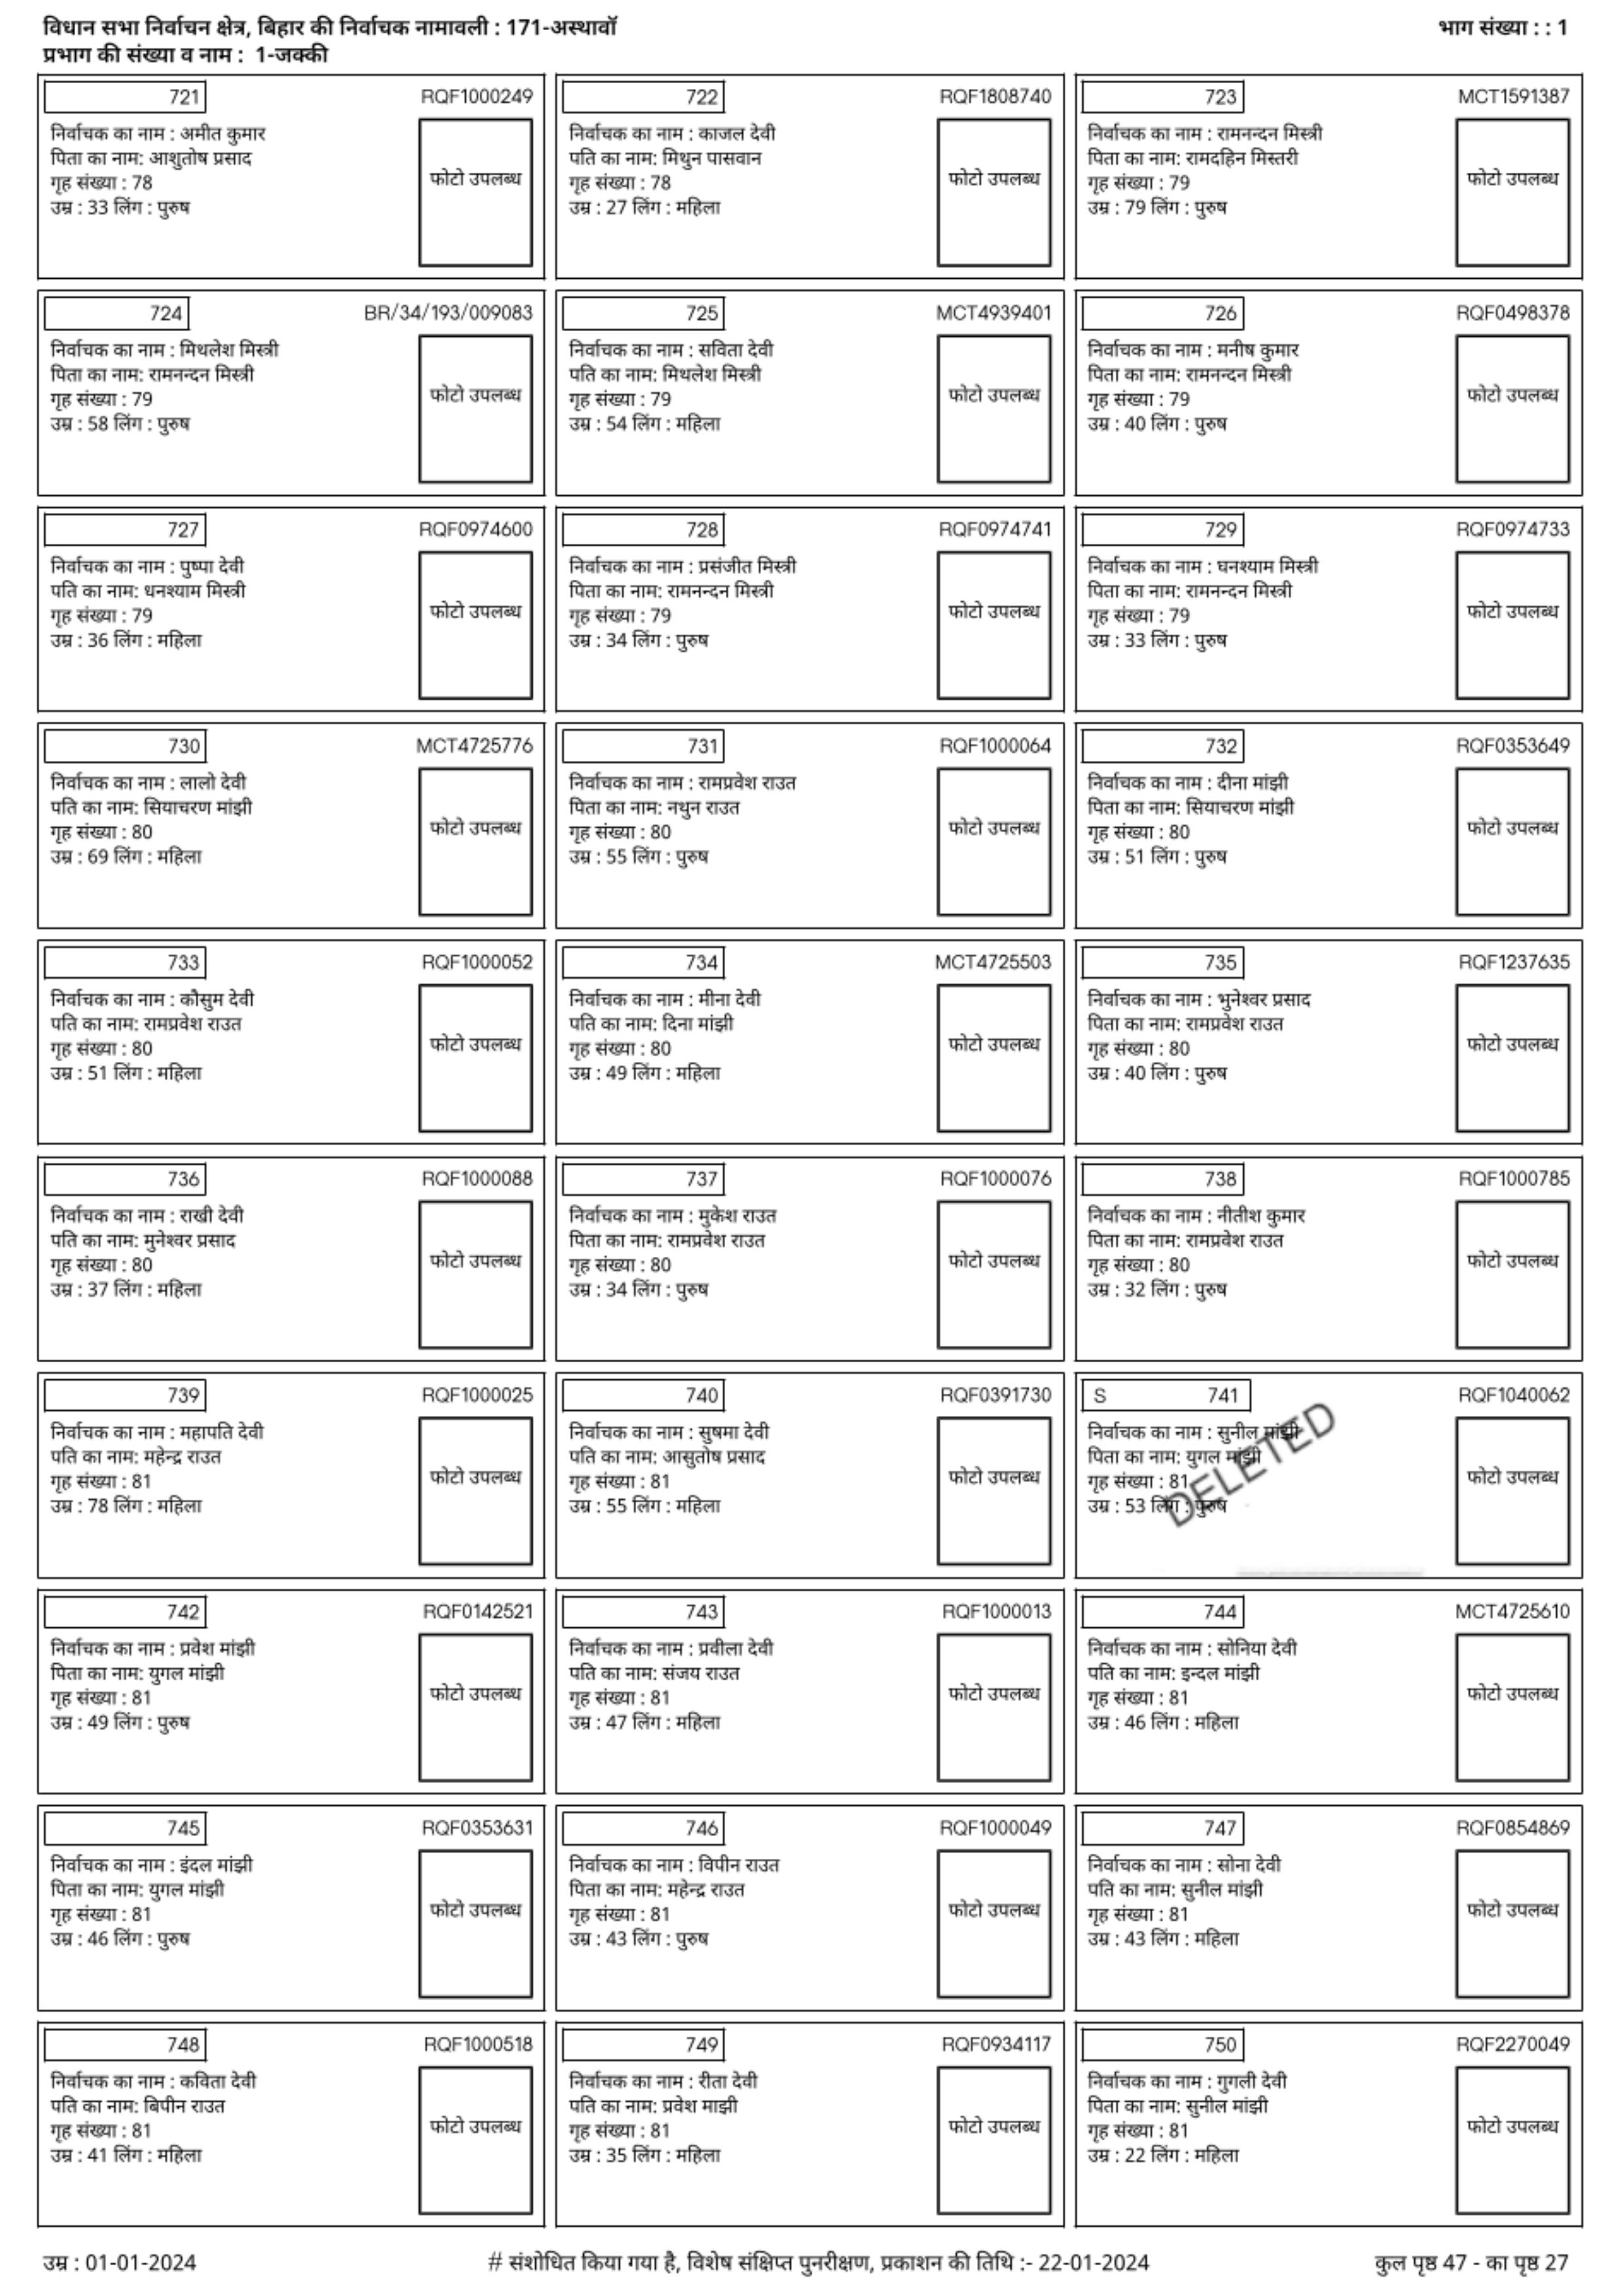 विधान सभा निर्वाचन क्षेत्र, बिहार की निर्वाचक नामावली : 171-अस्थावॉ
भाग संख्या : : 1
प्रभाग की संख्या व नाम : 1-जक्की
721 RQF1000249
निर्वाचक का नाम : अमीत कुमार
पिता का नाम: आशुतोष प्रसाद
गृह संख्या : 78
उम्र : 33 लिंग : पुरुष
फोटो उपलब्ध
722 RQF1808740
निर्वाचक का नाम : काजल देवी
पति का नाम: मिथुन पासवान
गृह संख्या : 78
उम्र : 27 लिंग : महिला
फोटो उपलब्ध
723 MCT1591387
निर्वाचक का नाम : रामनन्दन मिस्त्री
पिता का नाम: रामदहिन मिस्तरी
गृह संख्या : 79
उम्र : 79 लिंग : पुरुष
फोटो उपलब्ध
724 BR/34/193/009083
निर्वाचक का नाम : मिथलेश मिस्त्री
पिता का नाम: रामनन्दन मिस्त्री
गृह संख्या : 79
उम्र : 58 लिंग : पुरुष
फोटो उपलब्ध
725 MCT4939401
निर्वाचक का नाम : सविता देवी
पति का नाम: मिथलेश मिस्त्री
गृह संख्या : 79
उम्र : 54 लिंग : महिला
फोटो उपलब्ध
726 RQF0498378
निर्वाचक का नाम : मनीष कुमार
पिता का नाम: रामनन्दन मिस्त्री
गृह संख्या : 79
उम्र : 40 लिंग : पुरुष
फोटो उपलब्ध
727 RQF0974600
निर्वाचक का नाम : पुष्पा देवी
पति का नाम: धनश्याम मिस्त्री
गृह संख्या : 79
उम्र : 36 लिंग : महिला
फोटो उपलब्ध
728 RQF0974741
निर्वाचक का नाम : प्रसंजीत मिस्त्री
पिता का नाम: रामनन्दन मिस्त्री
गृह संख्या : 79
उम्र : 34 लिंग : पुरुष
फोटो उपलब्ध
729 RQF0974733
निर्वाचक का नाम : घनश्याम मिस्त्री
पिता का नाम: रामनन्दन मिस्त्री
गृह संख्या : 79
उम्र : 33 लिंग : पुरुष
फोटो उपलब्ध
730 MCT4725776
निर्वाचक का नाम : लालो देवी
पति का नाम: सियाचरण मांझी
गृह संख्या : 80
उम्र : 69 लिंग : महिला
फोटो उपलब्ध
731 RQF1000064
निर्वाचक का नाम : रामप्रवेश राउत
पिता का नाम: नथुन राउत
गृह संख्या : 80
उम्र : 55 लिंग : पुरुष
फोटो उपलब्ध
732 RQF0353649
निर्वाचक का नाम : दीना मांझी
पिता का नाम: सियाचरण मांझी
गृह संख्या : 80
उम्र : 51 लिंग : पुरुष
फोटो उपलब्ध
733 RQF1000052
निर्वाचक का नाम : कौसुम देवी
पति का नाम: रामप्रवेश राउत
गृह संख्या : 80
उम्र : 51 लिंग : महिला
फोटो उपलब्ध
734 MCT4725503
निर्वाचक का नाम : मीना देवी
पति का नाम: दिना मांझी
गृह संख्या : 80
उम्र : 49 लिंग : महिला
फोटो उपलब्ध
735 RQF1237635
निर्वाचक का नाम : भुनेश्वर प्रसाद
पिता का नाम: रामप्रवेश राउत
गृह संख्या : 80
उम्र : 40 लिंग : पुरुष
फोटो उपलब्ध
736 RQF1000088
निर्वाचक का नाम : राखी देवी
पति का नाम: मुनेश्वर प्रसाद
गृह संख्या : 80
उम्र : 37 लिंग : महिला
फोटो उपलब्ध
737 RQF1000076
निर्वाचक का नाम : मुकेश राउत
पिता का नाम: रामप्रवेश राउत
गृह संख्या : 80
उम्र : 34 लिंग : पुरुष
फोटो उपलब्ध
738 RQF1000785
निर्वाचक का नाम : नीतीश कुमार
पिता का नाम: रामप्रवेश राउत
गृह संख्या : 80
उम्र : 32 लिंग : पुरुष
फोटो उपलब्ध
739 RQF1000025
निर्वाचक का नाम : महापति देवी
पति का नाम: महेन्द्र राउत
गृह संख्या : 81
उम्र : 78 लिंग : महिला
फोटो उपलब्ध
740 RQF0391730
निर्वाचक का नाम : सुषमा देवी
पति का नाम: आसुतोष प्रसाद
गृह संख्या : 81
उम्र : 55 लिंग : महिला
फोटो उपलब्ध
S 741 RQF1040062
निर्वाचक का नाम : सुनील मांझी
पिता का नाम: युगल मांझी
गृह संख्या : 81
उम्र : 53 लिंग : पुरुष
DELETED
फोटो उपलब्ध
742 RQF0142521
निर्वाचक का नाम : प्रवेश मांझी
पिता का नाम: युगल मांझी
गृह संख्या : 81
उम्र : 49 लिंग : पुरुष
फोटो उपलब्ध
743 RQF1000013
निर्वाचक का नाम : प्रवीला देवी
पति का नाम: संजय राउत
गृह संख्या : 81
उम्र : 47 लिंग : महिला
फोटो उपलब्ध
744 MCT4725610
निर्वाचक का नाम : सोनिया देवी
पति का नाम: इन्दल मांझी
गृह संख्या : 81
उम्र : 46 लिंग : महिला
फोटो उपलब्ध
745 RQF0353631
निर्वाचक का नाम : इंदल मांझी
पिता का नाम: युगल मांझी
गृह संख्या : 81
उम्र : 46 लिंग : पुरुष
फोटो उपलब्ध
746 RQF1000049
निर्वाचक का नाम : विपीन राउत
पिता का नाम: महेन्द्र राउत
गृह संख्या : 81
उम्र : 43 लिंग : पुरुष
फोटो उपलब्ध
747 RQF0854869
निर्वाचक का नाम : सोना देवी
पति का नाम: सुनील मांझी
गृह संख्या : 81
उम्र : 43 लिंग : महिला
फोटो उपलब्ध
748 RQF1000518
निर्वाचक का नाम : कविता देवी
पति का नाम: बिपीन राउत
गृह संख्या : 81
उम्र : 41 लिंग : महिला
फोटो उपलब्ध
749 RQF0934117
निर्वाचक का नाम : रीता देवी
पति का नाम: प्रवेश माझी
गृह संख्या : 81
उम्र : 35 लिंग : महिला
फोटो उपलब्ध
750 RQF2270049
निर्वाचक का नाम : गुगली देवी
पिता का नाम: सुनील मांझी
गृह संख्या : 81
उम्र : 22 लिंग : महिला
फोटो उपलब्ध
उम्र : 01-01-2024
# संशोधित किया गया है, विशेष संक्षिप्त पुनरीक्षण, प्रकाशन की तिथि :- 22-01-2024
कुल पृष्ठ 47 - का पृष्ठ 27